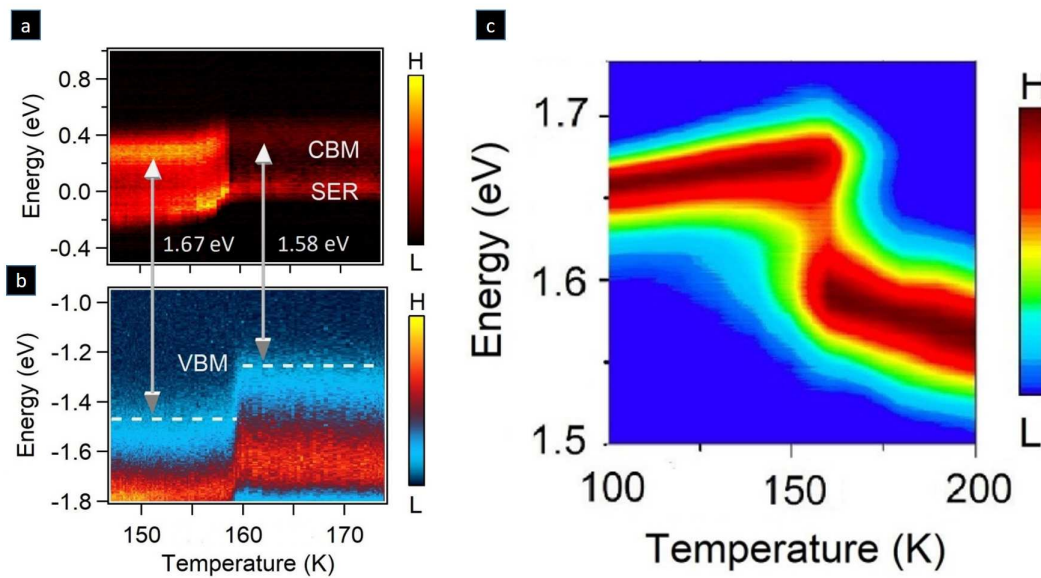 a
0.8
0.4
0.0
-0.4
Energy (eV)
CBM
SER
1.67 eV
1.58 eV
H
L
b
-1.0
-1.2
-1.4
-1.6
-1.8
Energy (eV)
VBM
H
L
150
160
170
Temperature (K)
c
1.7
1.6
1.5
Energy (eV)
100
150
200
Temperature (K)
H
L